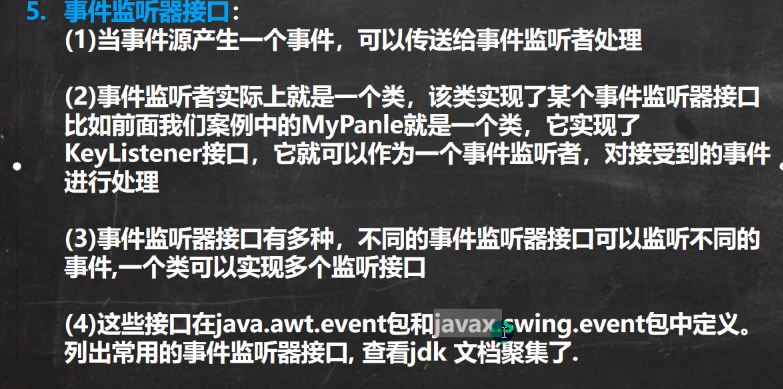 5. 事件监听器接口：
(1)当事件源产生一个事件，可以传送给事件监听者处理
(2)事件监听者实际上就是一个类，该类实现了某个事件监听器接口
比如前面我们案例中的MyPanle就是一个类，它实现了
KeyListener接口，它就可以作为一个事件监听者，对接受到的事件
进行处理
(3)事件监听器接口有多种，不同的事件监听器接口可以监听不同的
事件,一个类可以实现多个监听接口
(4)这些接口在java.awt.event包和javax.swing.event包中定义。
列出常用的事件监听器接口, 查看jdk 文档聚集了.